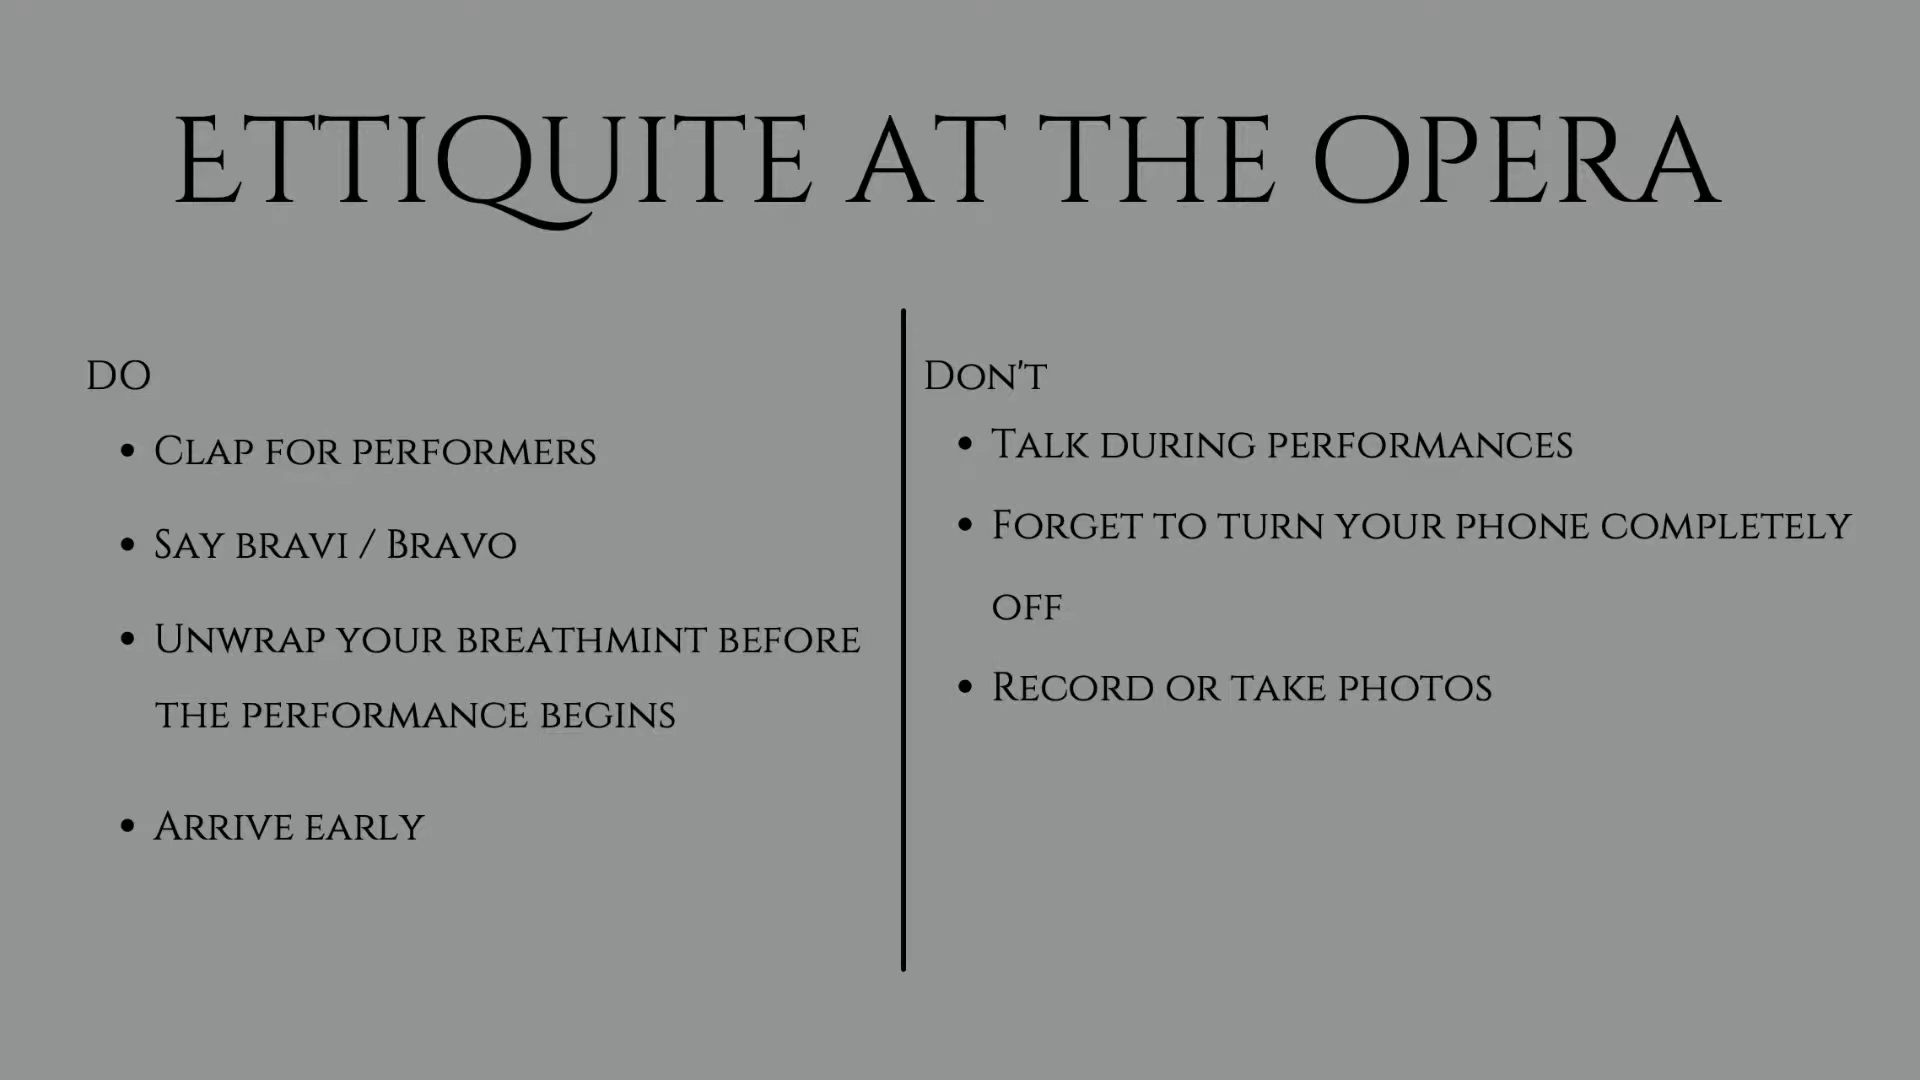 Ettiquite at the opera
DO
• Clap for performers
• Say bravi / Bravo
• Unwrap your breathmint before
the performance begins
• Arrive early
Don't
• Talk during performances
• Forget to turn your phone completely
off
• Record or take photos